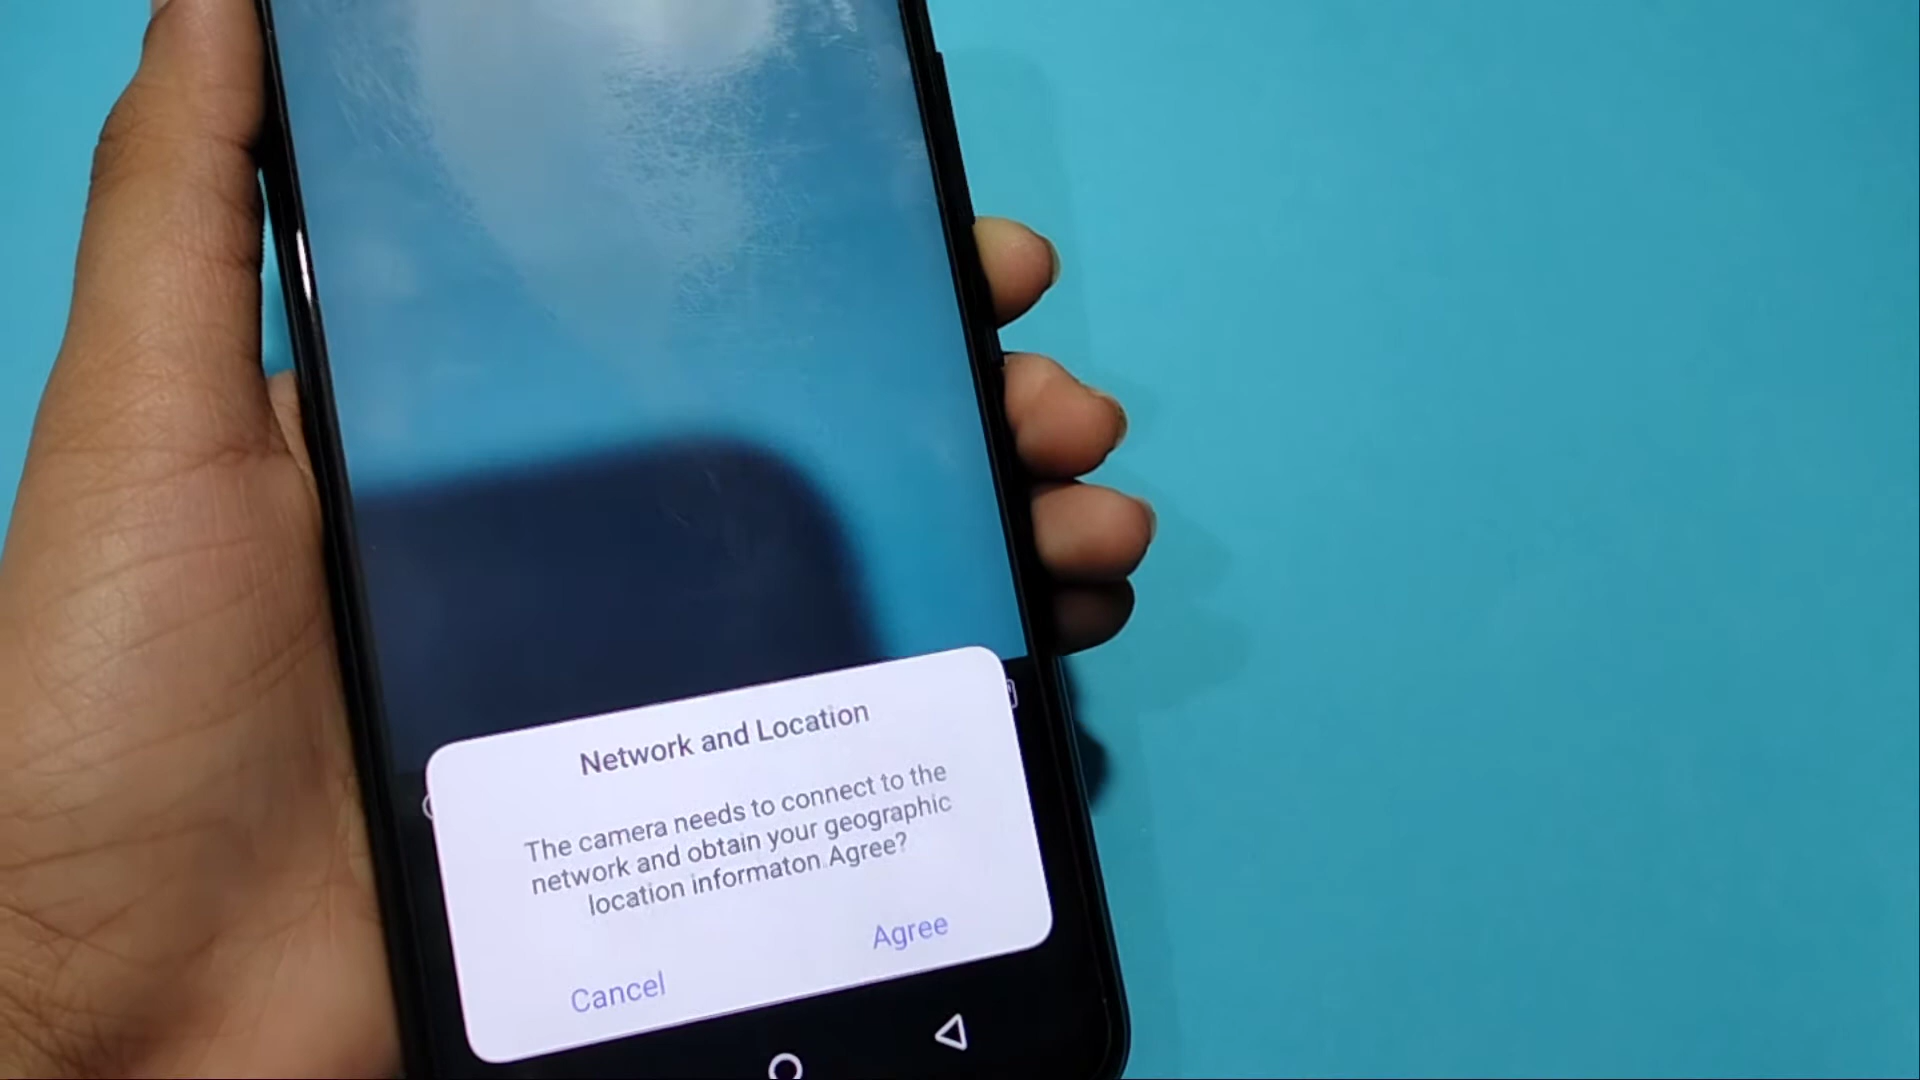 Network and Location
The camera needs to connect to the
network and obtain your geographic
location informaton Agree?
Agree
Cancel